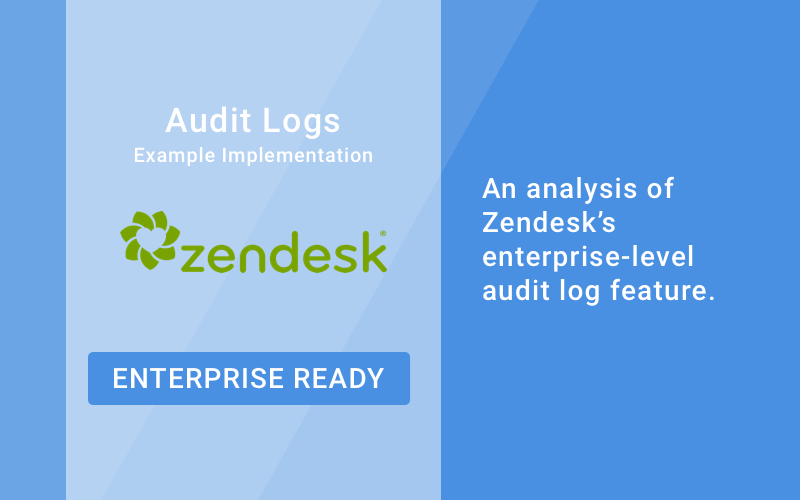 Audit Logs
Example Implementation
zendesk®
ENTERPRISE READY
An analysis of
Zendesk’s
enterprise-level
audit log feature.